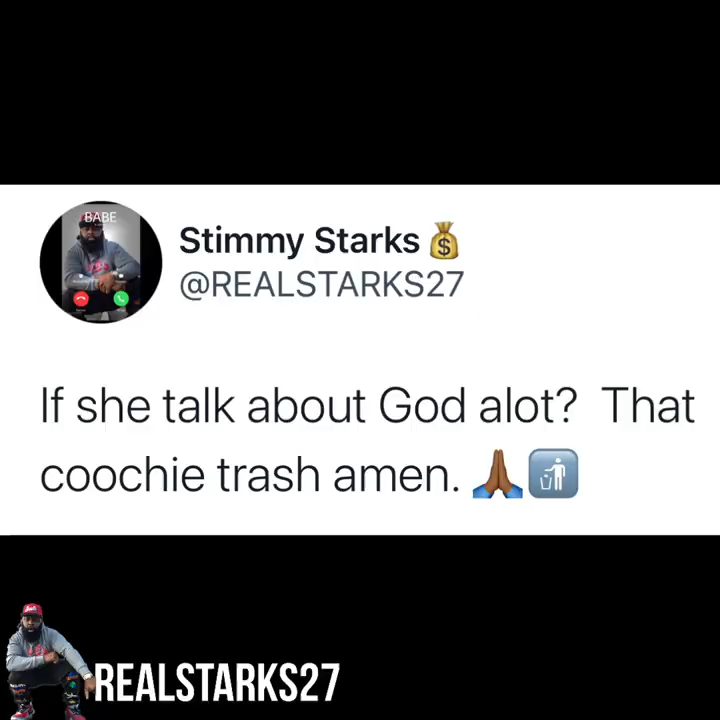 BABE
Stimmy Starks 💰
@REALSTARKS27
If she talk about God alot?  That
coochie trash amen. 🙏🏾🚮
REALSTARKS27